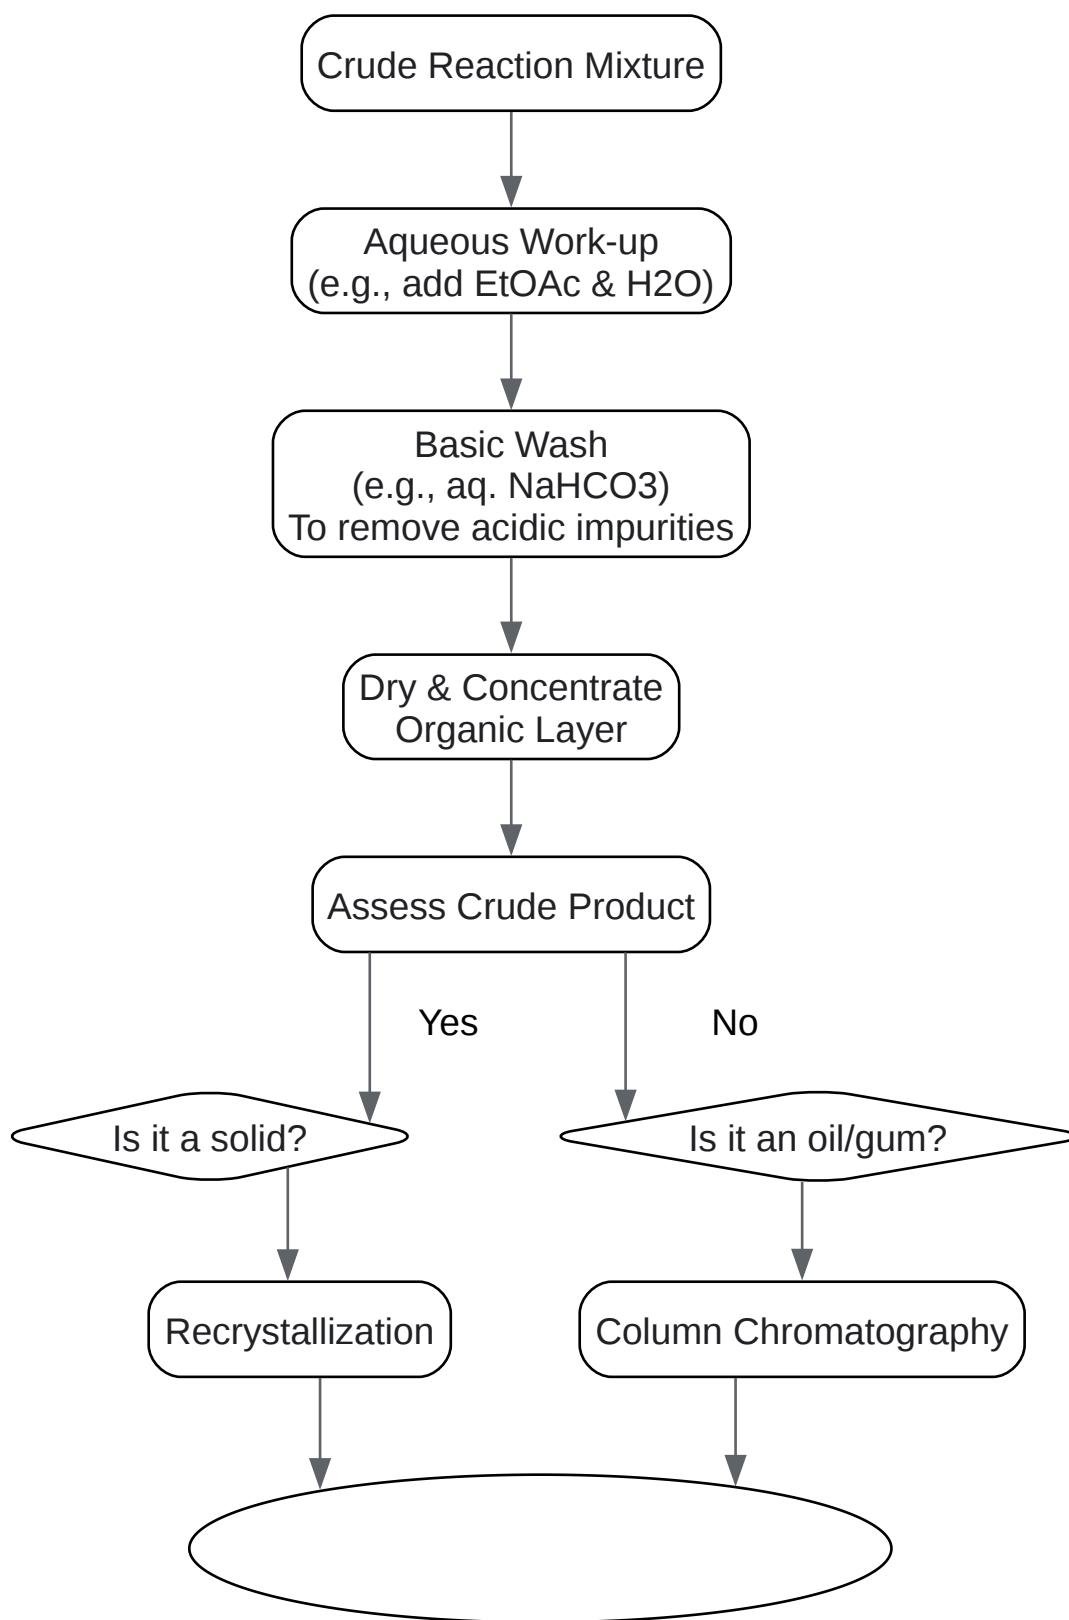 Crude Reaction Mixture
Aqueous Work-up
(e.g., add EtOAc & H2O)
Basic Wash
(e.g., aq. NaHCO3)
To remove acidic impurities
Dry & Concentrate
Organic Layer
Assess Crude Product
Yes
No
Is it a solid?
Is it an oil/gum?
Recrystallization
Column Chromatography